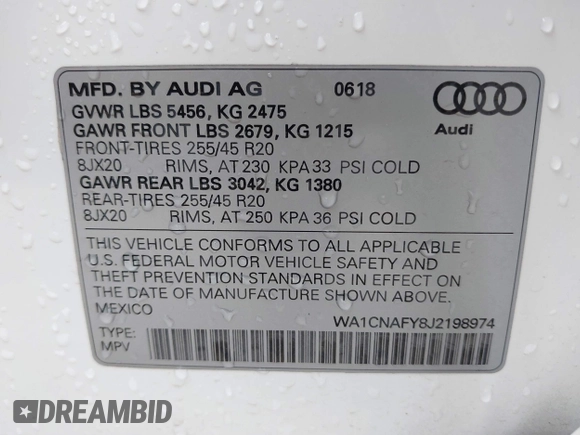 MFD. BY AUDI AG 0618
GVWR LBS 5456, KG 2475
GAWR FRONT LBS 2679, KG 1215
FRONT-TIRES 255/45 R20
8JX20 RIMS, AT 230 KPA 33 PSI COLD
GAWR REAR LBS 3042, KG 1380
REAR-TIRES 255/45 R20
8JX20 RIMS, AT 250 KPA 36 PSI COLD
Audi
THIS VEHICLE CONFORMS TO ALL APPLICABLE
U.S. FEDERAL MOTOR VEHICLE SAFETY AND
THEFT PREVENTION STANDARDS IN EFFECT ON
THE DATE OF MANUFACTURE SHOWN ABOVE.
MEXICO
WA1CNAFY8J2198974
TYPE:
MPV
DREAMBID